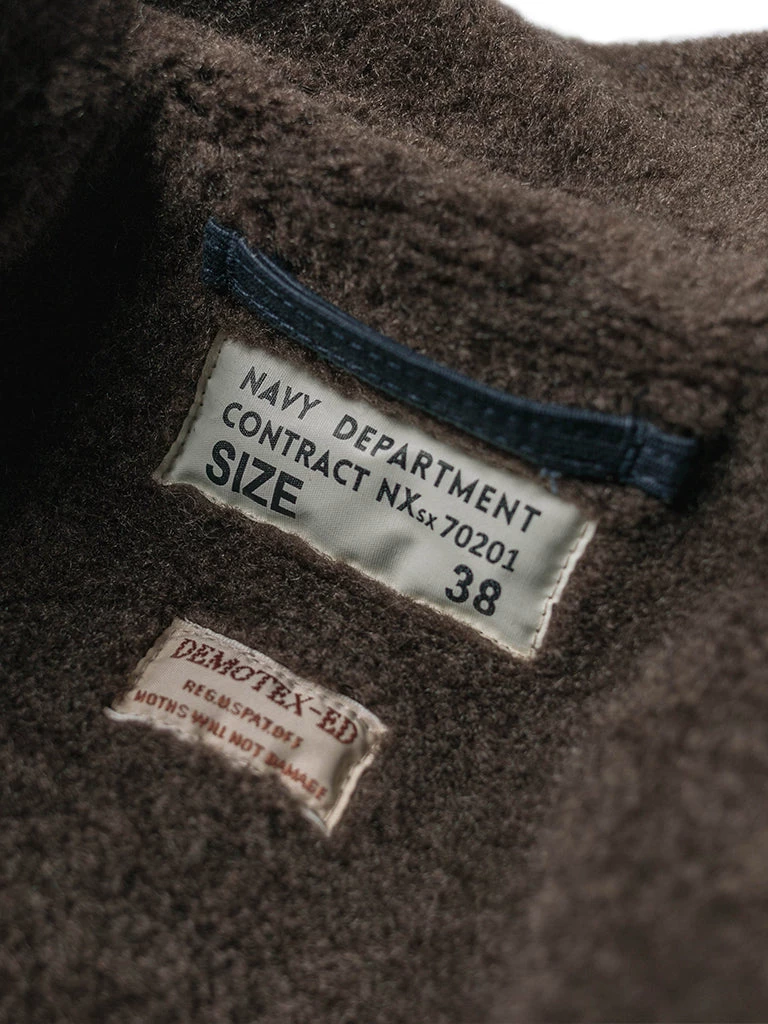 NAVY DEPARTMENT
CONTRACT NXsx 70201
SIZE 38
DEMOTEX-ED
REG.U.S.PAT.OFF
MOTHS WILL NOT DAMAGE